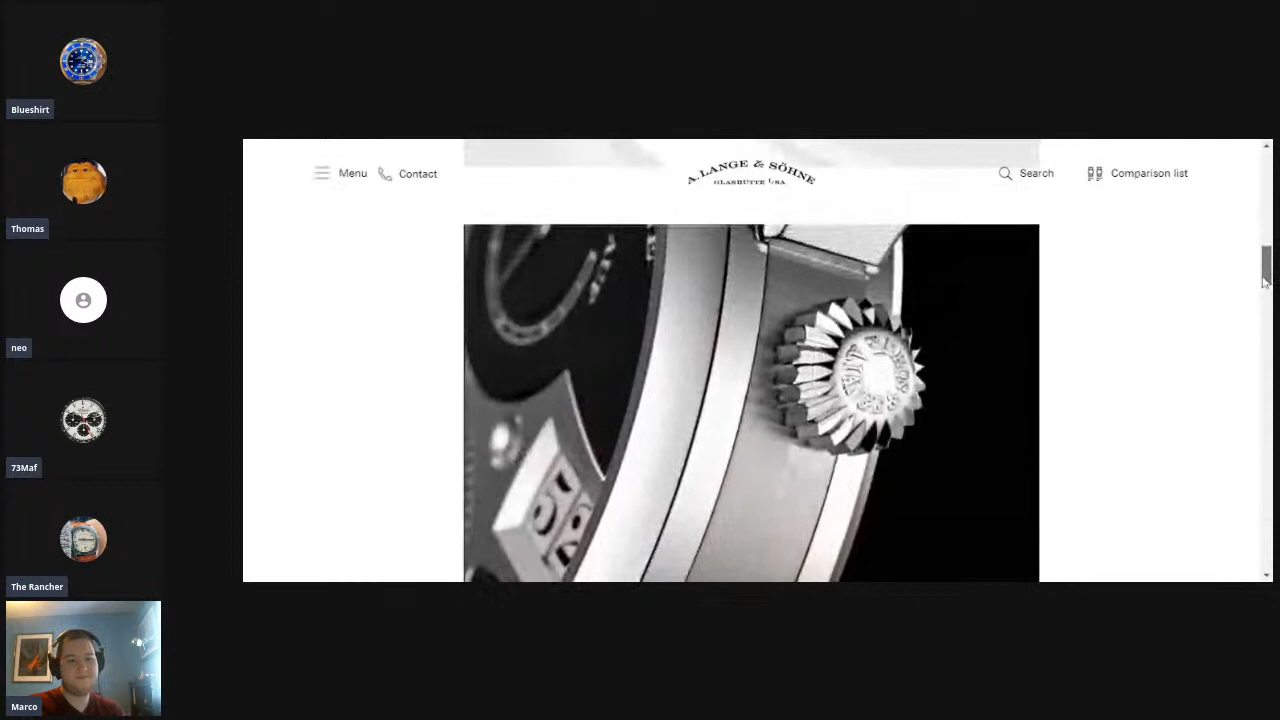 Blueshirt
Thomas
neo
73Maf
The Rancher
Marco
Menu
Contact
A. LANGE & SÖHNE
GLASHÜTTE I/SA
Search
Comparison list